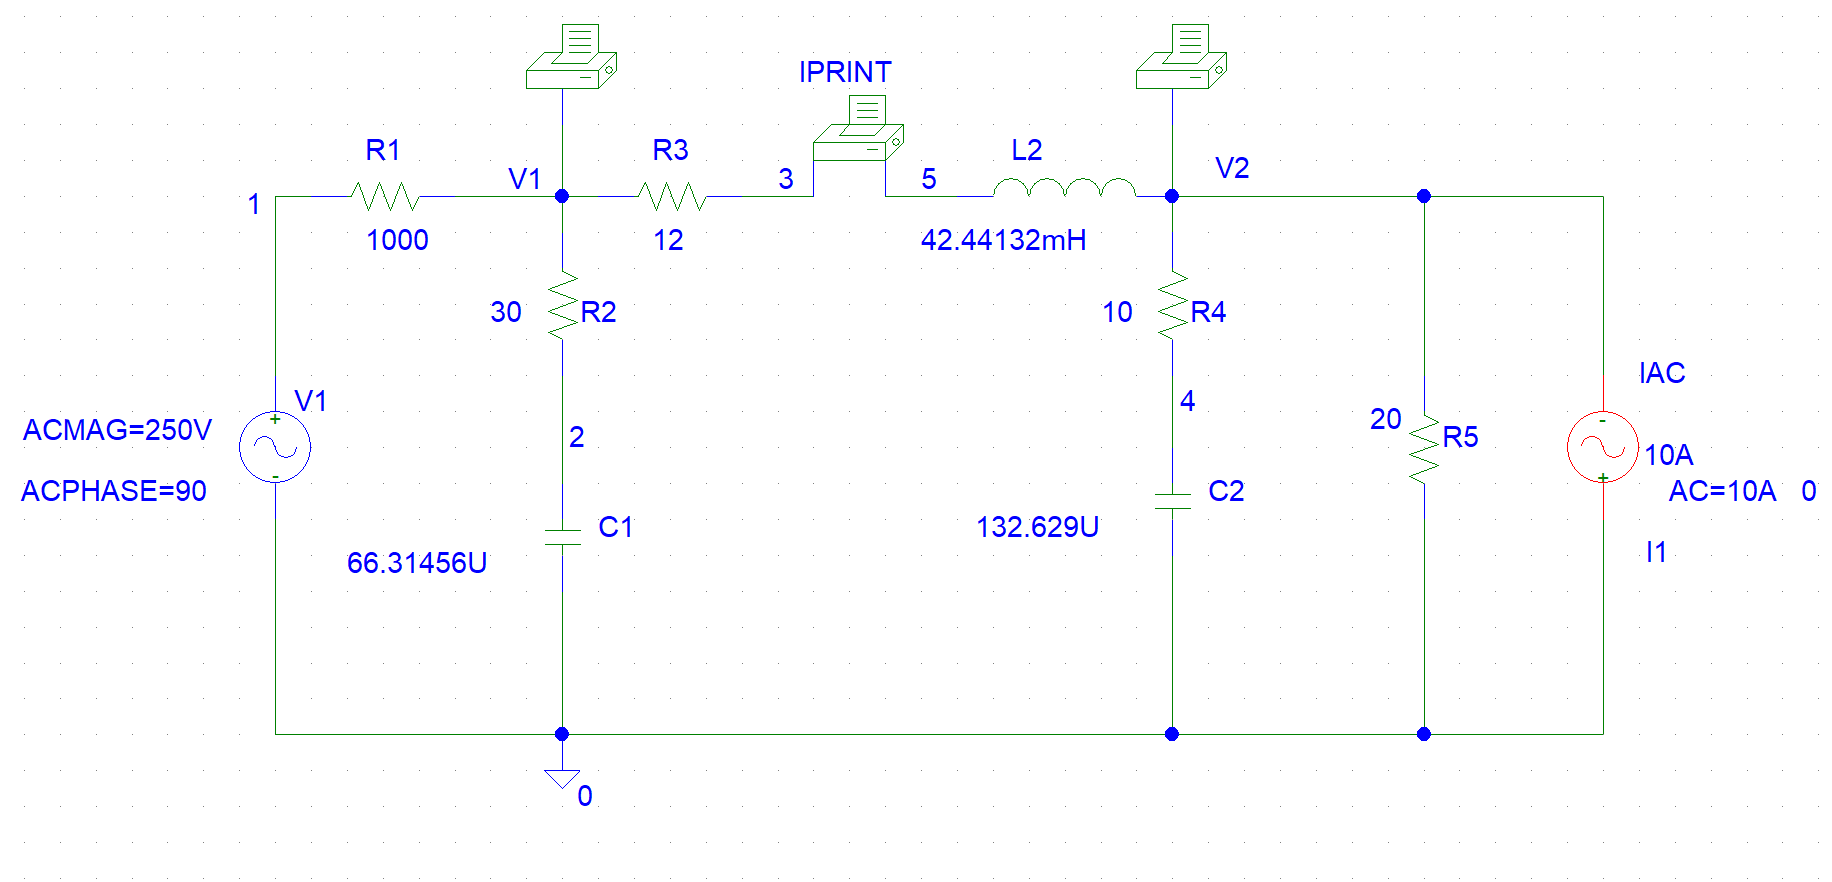 IPRINT
R1
R3
L2
V1
V2
1
3
5
1000
12
42.44132mH
30
R2
10
R4
IAC
V1
4
20
ACMAG=250V
2
R5
10A
ACPHASE=90
C2
AC=10A 0
C1
132.629U
66.31456U
I1
0